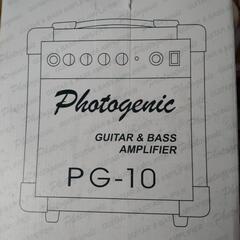 Photogenic
GUITAR & BASS
AMPLIFIER
PG-10